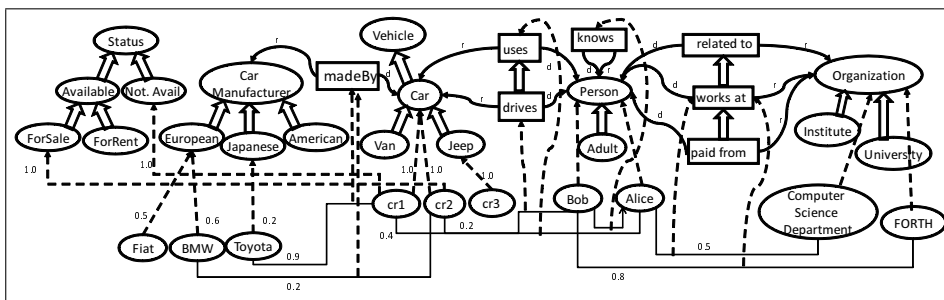 Status
Available
Not. Avail
ForSale
ForRent
Car
Manufacturer
European
Japanese
American
madeBy
r
d
Vehicle
Car
Van
Jeep
uses
drives
r
d
r
d
knows
d
r
Person
Adult
related to
works at
paid from
d
r
d
r
d
r
Organization
Institute
University
1.0
1.0
1.0
1.0
1.0
cr1
cr2
cr3
Bob
Alice
Computer
Science
Department
FORTH
0.5
0.6
0.2
Fiat
BMW
Toyota
0.9
0.4
0.2
0.5
0.8
0.2